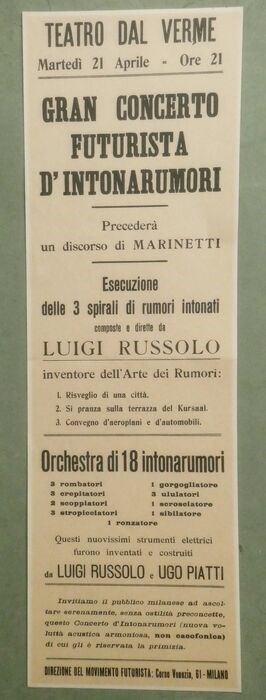 TEATRO DAL VERME
Martedì 21 Aprile - Ore 21
GRAN CONCERTO
FUTURISTA
D'INTONARUMORI
Precederà
un discorso di MARINETTI
Esecuzione
delle 3 spirali di rumori intonati
composte e dirette da
LUIGI RUSSOLO
inventore dell'Arte dei Rumori:
1. Risveglio di una città.
2. Si pranza sulla terrazza del Kursaal.
3. Convegno d'aeroplani e d'automobili.
Orchestra di 18 intonarumori
3 rombatori 1 gorgogliatore
3 crepitatori 3 ululatori
2 scoppiatori 1 scrosciatore
3 stropicciatori 1 sibilatore
1 ronzatore
Questi nuovissimi strumenti elettrici
furono inventati e costruiti
da LUIGI RUSSOLO e UGO PIATTI
Invitiamo il pubblico milanese ad ascol-
tare serenamente, senza ostilità preconcette,
questo Concerto d'Intonarumori (nuova vo-
luttà acustica armoniosa, non cacofonica)
di cui gli è riservata la primizia.
DIREZIONE DEL MOVIMENTO FUTURISTA: Corso Venezia, 61 - MILANO